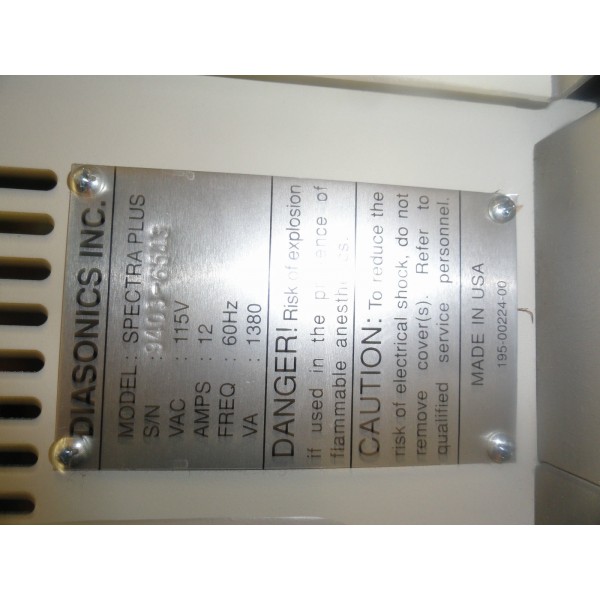 DIASONICS INC.
MODEL : SPECTRA PLUS
S/N :
VAC : 115V
AMPS : 12
FREQ : 60Hz
VA : 1380
DANGER! Risk of explosion
if used in the presence of
flammable anesthetics.
CAUTION: To reduce the
risk of electrical shock, do not
remove cover(s). Refer to
qualified service personnel.
MADE IN USA
195-00224-00